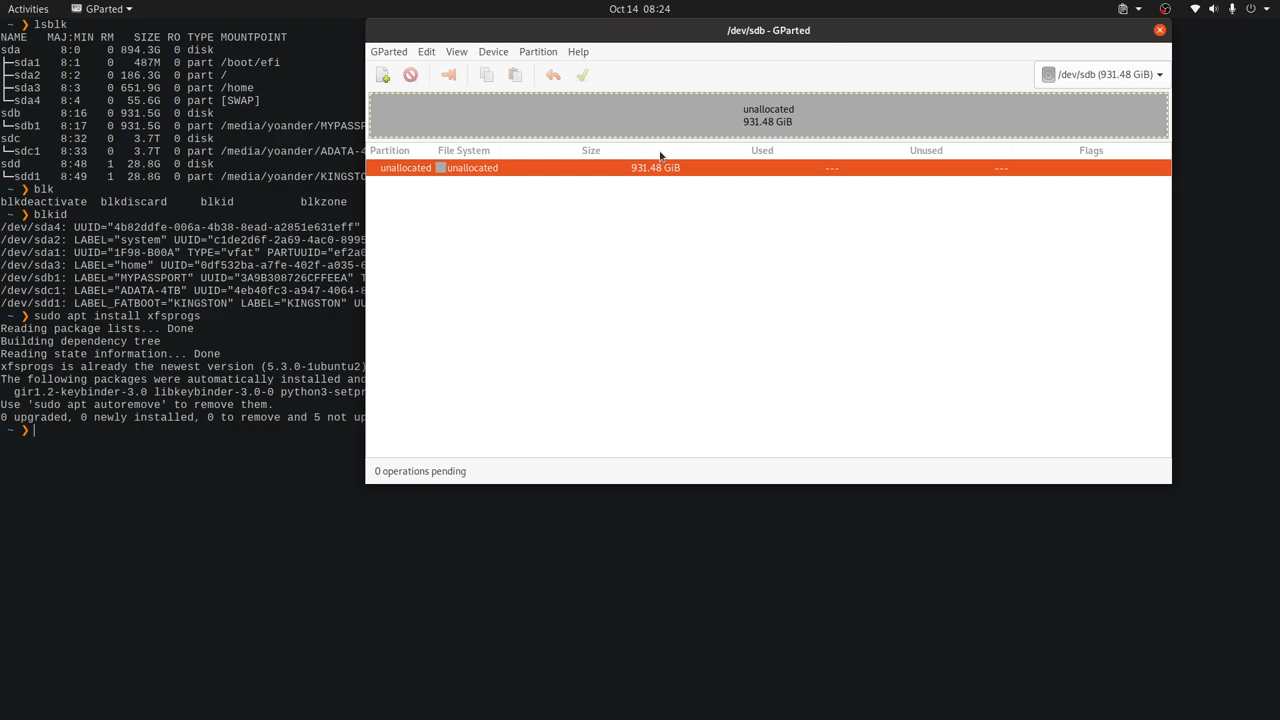 Activities
GParted
Oct 14 08:24
~ ❯ lsblk
NAME   MAJ:MIN RM   SIZE RO TYPE MOUNTPOINT
sda      8:0    0 894.3G  0 disk
├─sda1   8:1    0   487M  0 part /boot/efi
├─sda2   8:2    0 186.3G  0 part /
├─sda3   8:3    0 651.9G  0 part /home
└─sda4   8:4    0  55.6G  0 part [SWAP]
sdb      8:16   0 931.5G  0 disk
└─sdb1   8:17   0 931.5G  0 part /media/yoander/MYPASSP
sdc      8:32   0   3.7T  0 disk
└─sdc1   8:33   0   3.7T  0 part /media/yoander/ADATA-4
sdd      8:48   1  28.8G  0 disk
└─sdd1   8:49   1  28.8G  0 part /media/yoander/KINGSTO
~ ❯ blk
blkdeactivate  blkdiscard     blkid          blkzone
~ ❯ blkid
/dev/sda4: UUID="4b82ddfe-006a-4b38-8ead-a2851e631eff"
/dev/sda2: LABEL="system" UUID="c1de2d6f-2a69-4ac0-8995
/dev/sda1: UUID="1F98-B00A" TYPE="vfat" PARTUUID="ef2a0
/dev/sda3: LABEL="home" UUID="0df532ba-a7fe-402f-a035-6
/dev/sdb1: LABEL="MYPASSPORT" UUID="3A9B308726CFFEEA" T
/dev/sdc1: LABEL="ADATA-4TB" UUID="4eb40fc3-a947-4064-8
/dev/sdd1: LABEL_FATBOOT="KINGSTON" LABEL="KINGSTON" UU
~ ❯ sudo apt install xfsprogs
Reading package lists... Done
Building dependency tree
Reading state information... Done
xfsprogs is already the newest version (5.3.0-1ubuntu2)
The following packages were automatically installed and
  gir1.2-keybinder-3.0 libkeybinder-3.0-0 python3-setpr
Use 'sudo apt autoremove' to remove them.
0 upgraded, 0 newly installed, 0 to remove and 5 not up
~ ❯
/dev/sdb - GParted
GParted Edit View Device Partition Help
/dev/sdb (931.48 GiB)
unallocated
931.48 GiB
Partition File System Size Used Unused Flags
unallocated unallocated 931.48 GiB --- ---
0 operations pending